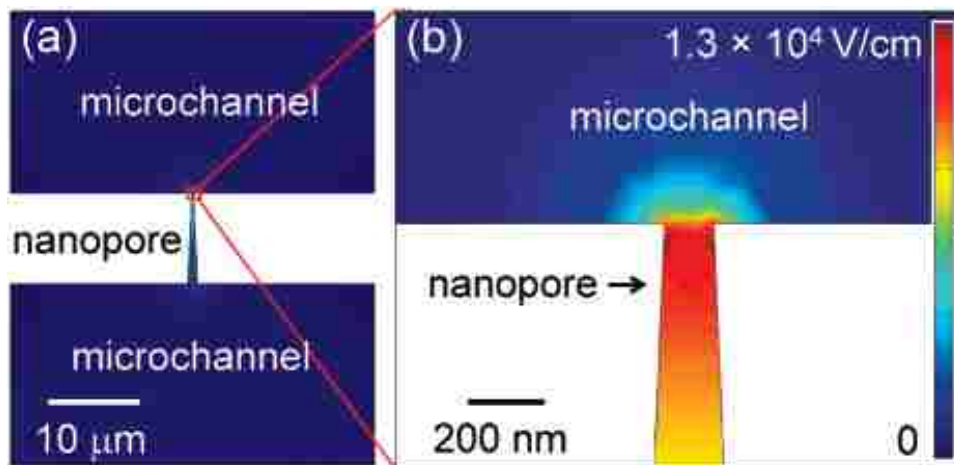 (a)
microchannel
nanopore
microchannel
10 μm
(b)
1.3 × 10⁴ V/cm
microchannel
nanopore →
200 nm
0